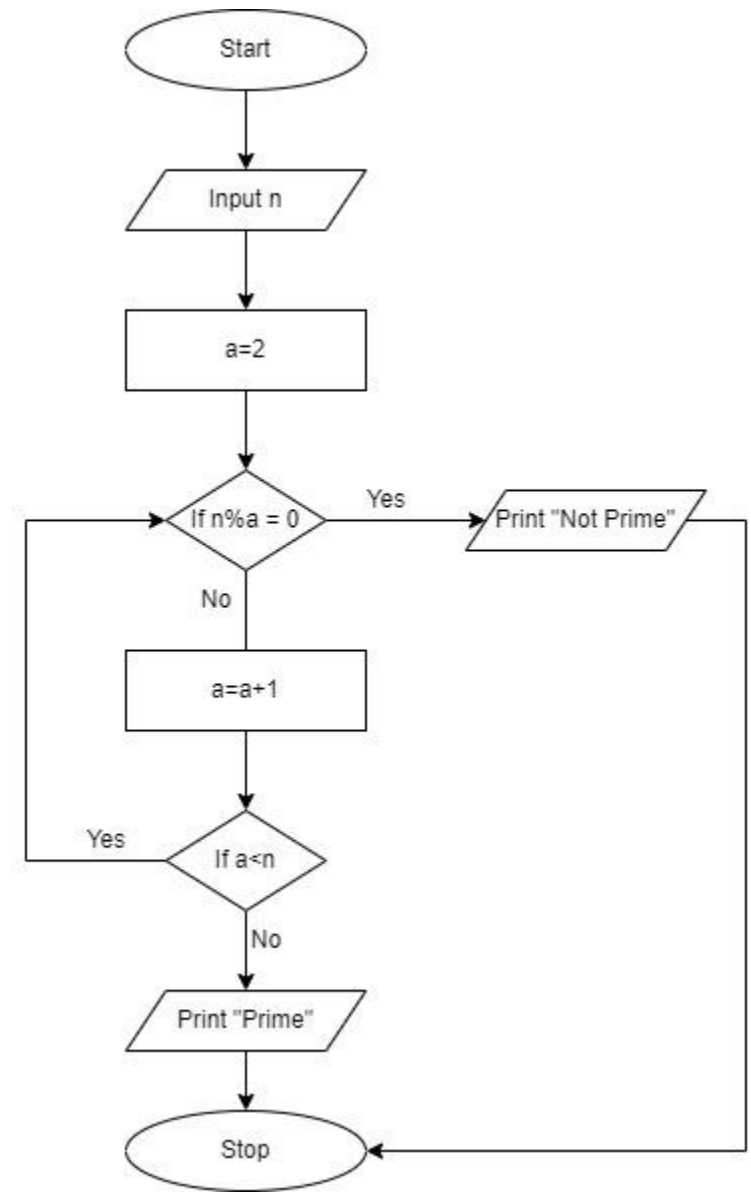 Start
Input n
a=2
If n%a = 0
Yes
Print "Not Prime"
No
a=a+1
Yes
If a<n
No
Print "Prime"
Stop